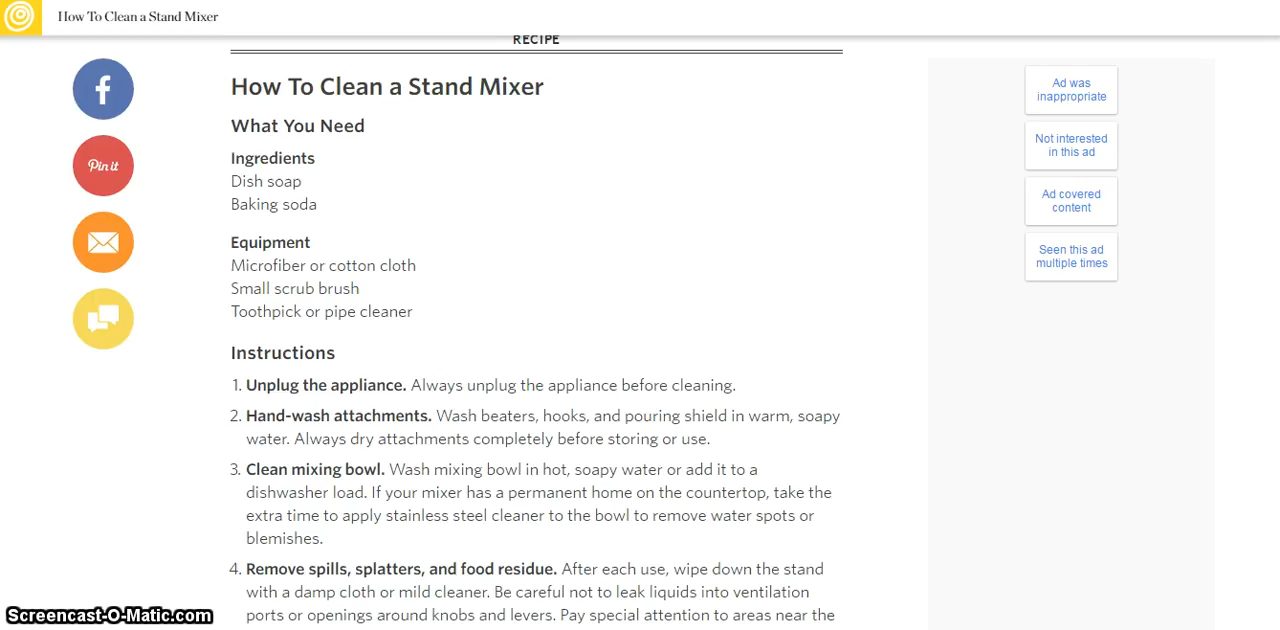 How To Clean a Stand Mixer
RECIPE
How To Clean a Stand Mixer
What You Need
Ingredients
Dish soap
Baking soda
Equipment
Microfiber or cotton cloth
Small scrub brush
Toothpick or pipe cleaner
Instructions
1. Unplug the appliance. Always unplug the appliance before cleaning.
2. Hand-wash attachments. Wash beaters, hooks, and pouring shield in warm, soapy
water. Always dry attachments completely before storing or use.
3. Clean mixing bowl. Wash mixing bowl in hot, soapy water or add it to a
dishwasher load. If your mixer has a permanent home on the countertop, take the
extra time to apply stainless steel cleaner to the bowl to remove water spots or
blemishes.
4. Remove spills, splatters, and food residue. After each use, wipe down the stand
with a damp cloth or mild cleaner. Be careful not to leak liquids into ventilation
ports or openings around knobs and levers. Pay special attention to areas near the
Pin it
Ad was
inappropriate
Not interested
in this ad
Ad covered
content
Seen this ad
multiple times
Screencast-O-Matic.com